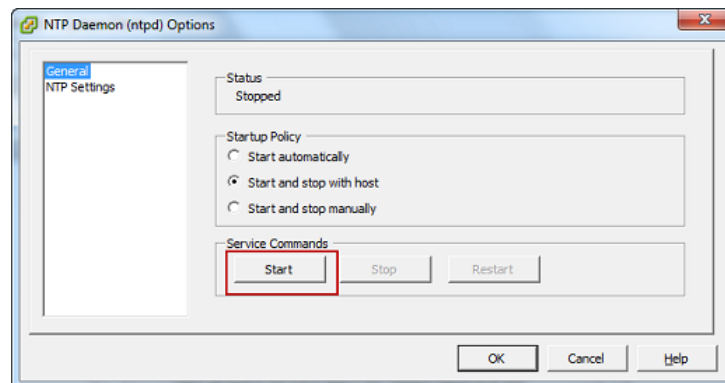 NTP Daemon (ntpd) Options
General
NTP Settings
Status
Stopped
Startup Policy
Start automatically
Start and stop with host
Start and stop manually
Service Commands
Start Stop Restart
OK Cancel Help